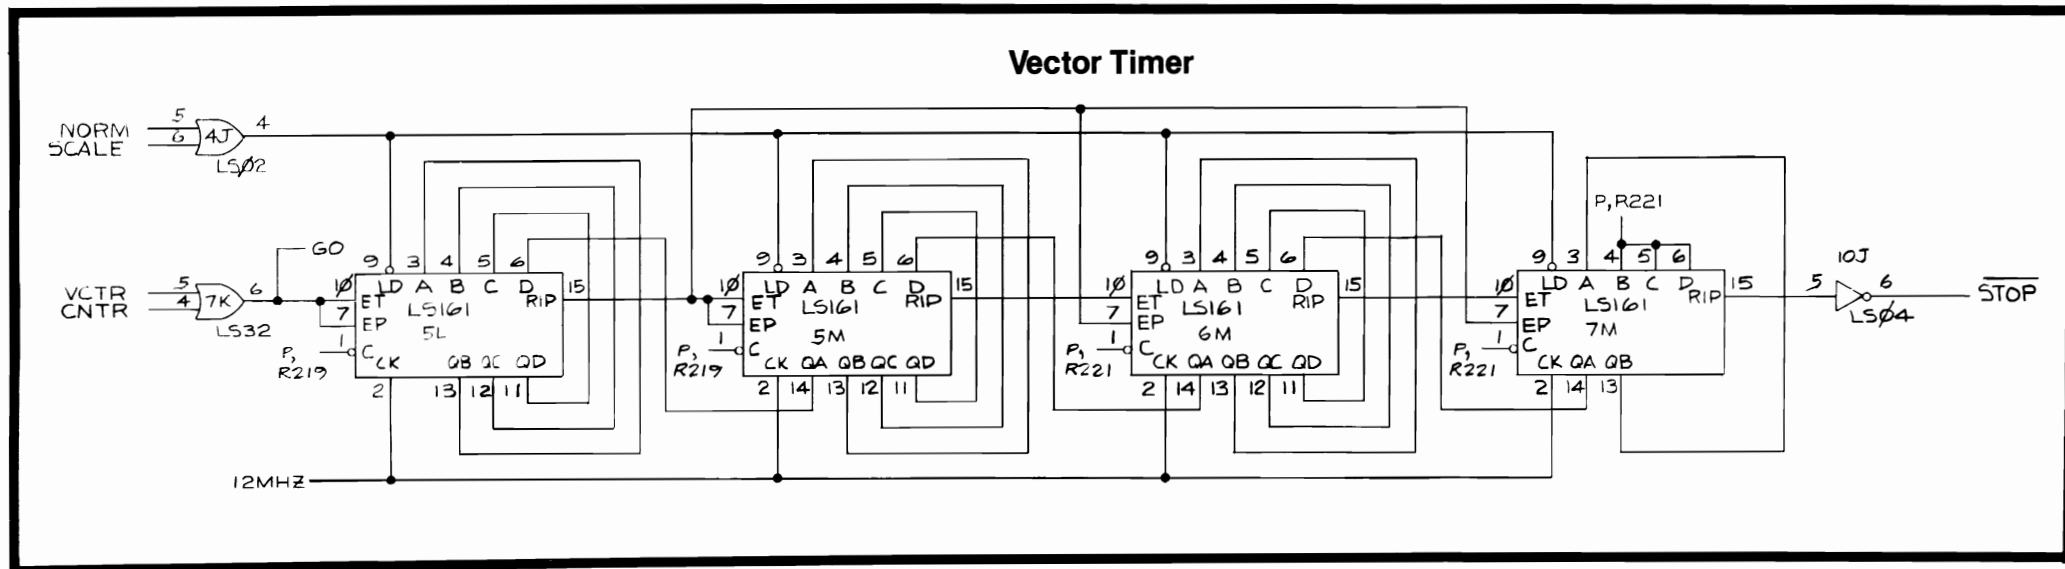 Vector Timer
NORM
SCALE
5
6
4J
4
LSØ2
GO
VCTR
CNTR
5
4
7K
6
LS32
9 3 4 5 6
1Ø
7
1
LD A B C D
ET
RIP
15
LS161
EP
5L
C
CK QB QC QD
P,
R219
2 13 12 11
9 3 4 5 6
1Ø
7
1
LD A B C D
ET
RIP
15
LS161
EP
5M
C
CK QA QB QC QD
P,
R219
2 14 13 12 11
9 3 4 5 6
1Ø
7
1
LD A B C D
ET
RIP
15
LS161
EP
6M
C
CK QA QB QC QD
P,
R221
2 14 13 12 11
P,R221
9 3 4 5 6
1Ø
7
1
LD A B C D
ET
RIP
15
LS161
EP
7M
C
CK QA QB
P,
R221
2 14 13
10J
5
6
LSØ4
STOP
12MHZ